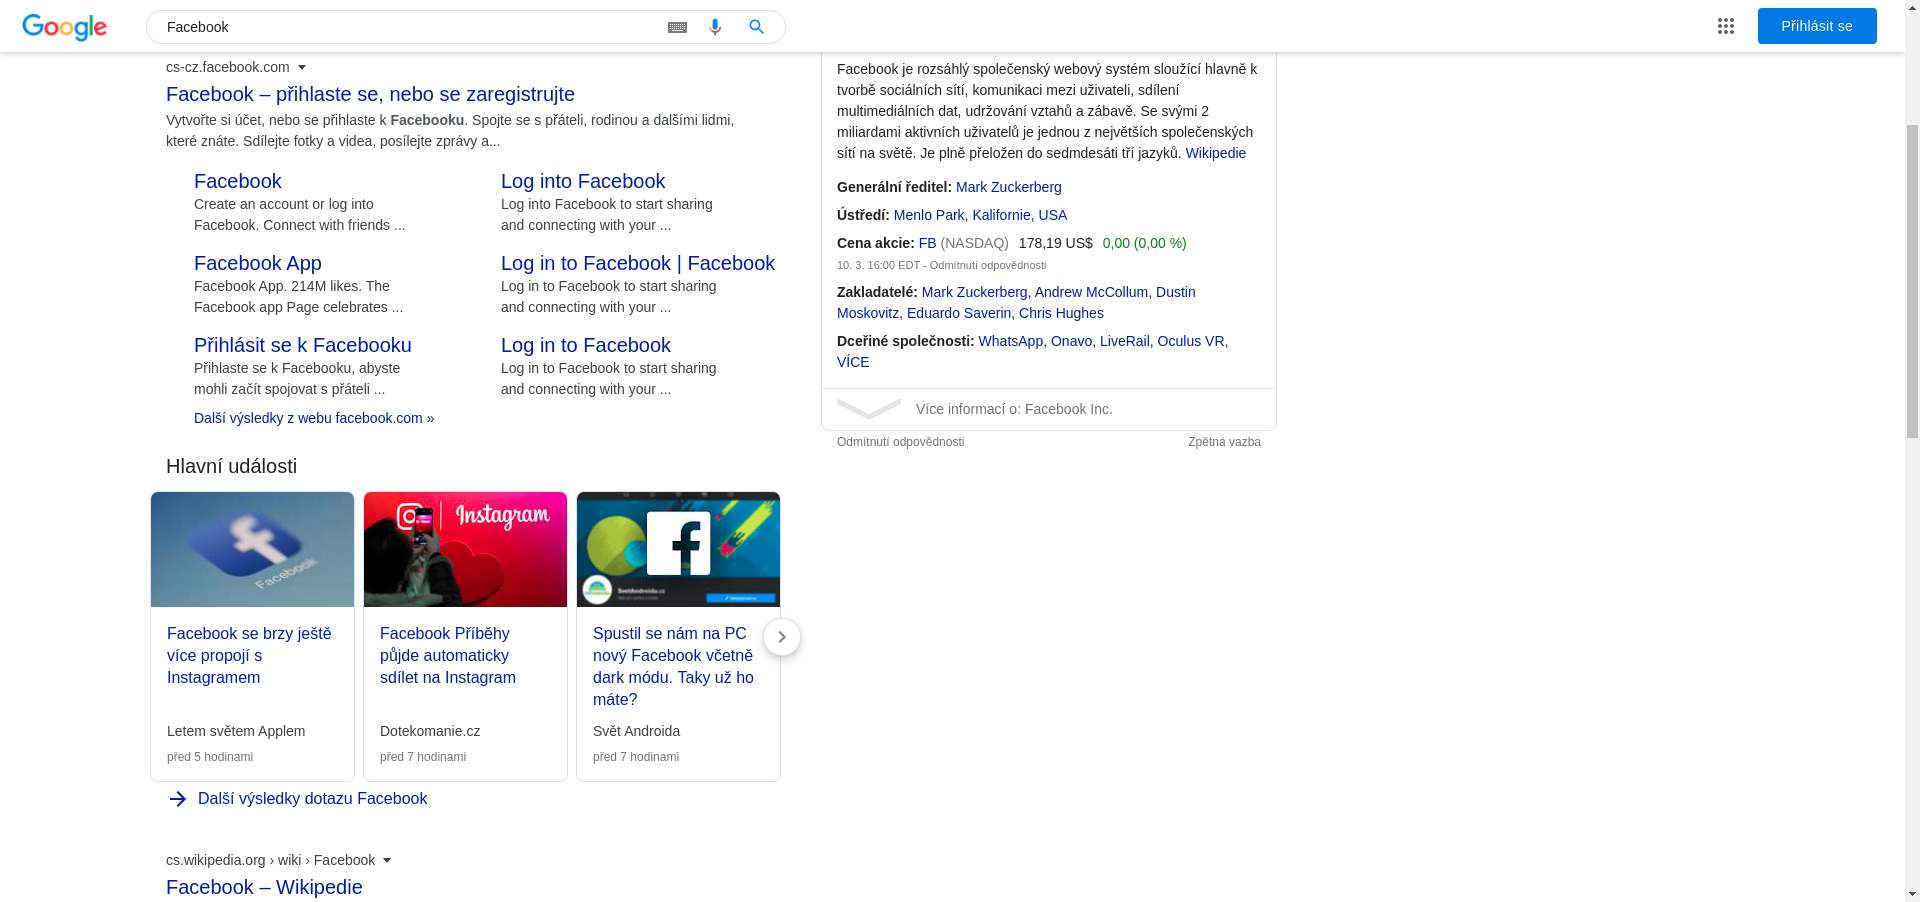 Google
Facebook
Přihlásit se
cs-cz.facebook.com
Facebook – přihlaste se, nebo se zaregistrujte
Vytvořte si účet, nebo se přihlaste k Facebooku. Spojte se s přáteli, rodinou a dalšími lidmi,
které znáte. Sdílejte fotky a videa, posílejte zprávy a...
Facebook
Create an account or log into
Facebook. Connect with friends ...
Log into Facebook
Log into Facebook to start sharing
and connecting with your ...
Facebook App
Facebook App. 214M likes. The
Facebook app Page celebrates ...
Log in to Facebook | Facebook
Log in to Facebook to start sharing
and connecting with your ...
Přihlásit se k Facebooku
Přihlaste se k Facebooku, abyste
mohli začít spojovat s přáteli ...
Log in to Facebook
Log in to Facebook to start sharing
and connecting with your ...
Další výsledky z webu facebook.com »
Hlavní události
Facebook
Facebook se brzy ještě
více propojí s
Instagramem
Letem světem Applem
před 5 hodinami
Instagram
Facebook Příběhy
půjde automaticky
sdílet na Instagram
Dotekomanie.cz
před 7 hodinami
SvetAndroida.cz
Spustil se nám na PC
nový Facebook včetně
dark módu. Taky už ho
máte?
Svět Androida
před 7 hodinami
Další výsledky dotazu Facebook
cs.wikipedia.org › wiki › Facebook
Facebook – Wikipedie
Facebook je rozsáhlý společenský webový systém sloužící hlavně k
tvorbě sociálních sítí, komunikaci mezi uživateli, sdílení
multimediálních dat, udržování vztahů a zábavě. Se svými 2
miliardami aktivních uživatelů je jednou z největších společenských
sítí na světě. Je plně přeložen do sedmdesáti tří jazyků. Wikipedie
Generální ředitel: Mark Zuckerberg
Ústředí: Menlo Park, Kalifornie, USA
Cena akcie: FB (NASDAQ) 178,19 US$ 0,00 (0,00 %)
10. 3. 16:00 EDT - Odmítnutí odpovědnosti
Zakladatelé: Mark Zuckerberg, Andrew McCollum, Dustin
Moskovitz, Eduardo Saverin, Chris Hughes
Dceřiné společnosti: WhatsApp, Onavo, LiveRail, Oculus VR,
VÍCE
Více informací o: Facebook Inc.
Odmítnutí odpovědnosti
Zpětná vazba